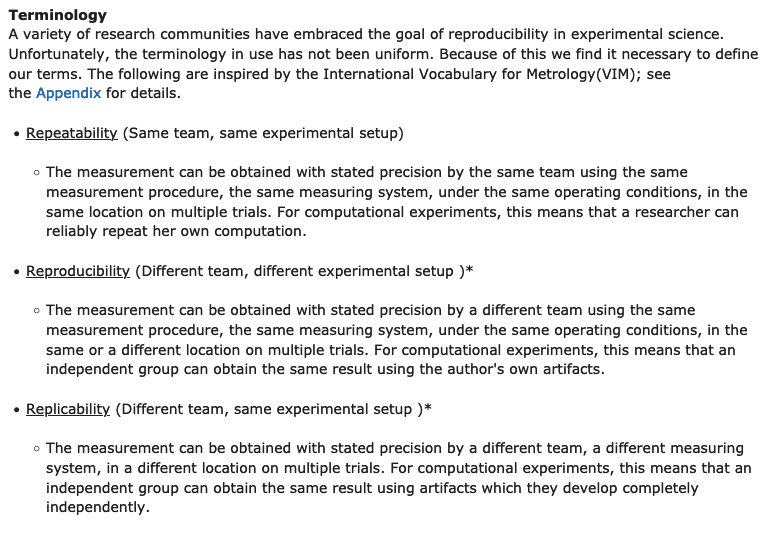 Terminology
A variety of research communities have embraced the goal of reproducibility in experimental science.
Unfortunately, the terminology in use has not been uniform. Because of this we find it necessary to define
our terms. The following are inspired by the International Vocabulary for Metrology(VIM); see
the Appendix for details.
• Repeatability (Same team, same experimental setup)
◦ The measurement can be obtained with stated precision by the same team using the same
measurement procedure, the same measuring system, under the same operating conditions, in the
same location on multiple trials. For computational experiments, this means that a researcher can
reliably repeat her own computation.
• Reproducibility (Different team, different experimental setup )*
◦ The measurement can be obtained with stated precision by a different team using the same
measurement procedure, the same measuring system, under the same operating conditions, in the
same or a different location on multiple trials. For computational experiments, this means that an
independent group can obtain the same result using the author's own artifacts.
• Replicability (Different team, same experimental setup )*
◦ The measurement can be obtained with stated precision by a different team, a different measuring
system, in a different location on multiple trials. For computational experiments, this means that an
independent group can obtain the same result using artifacts which they develop completely
independently.